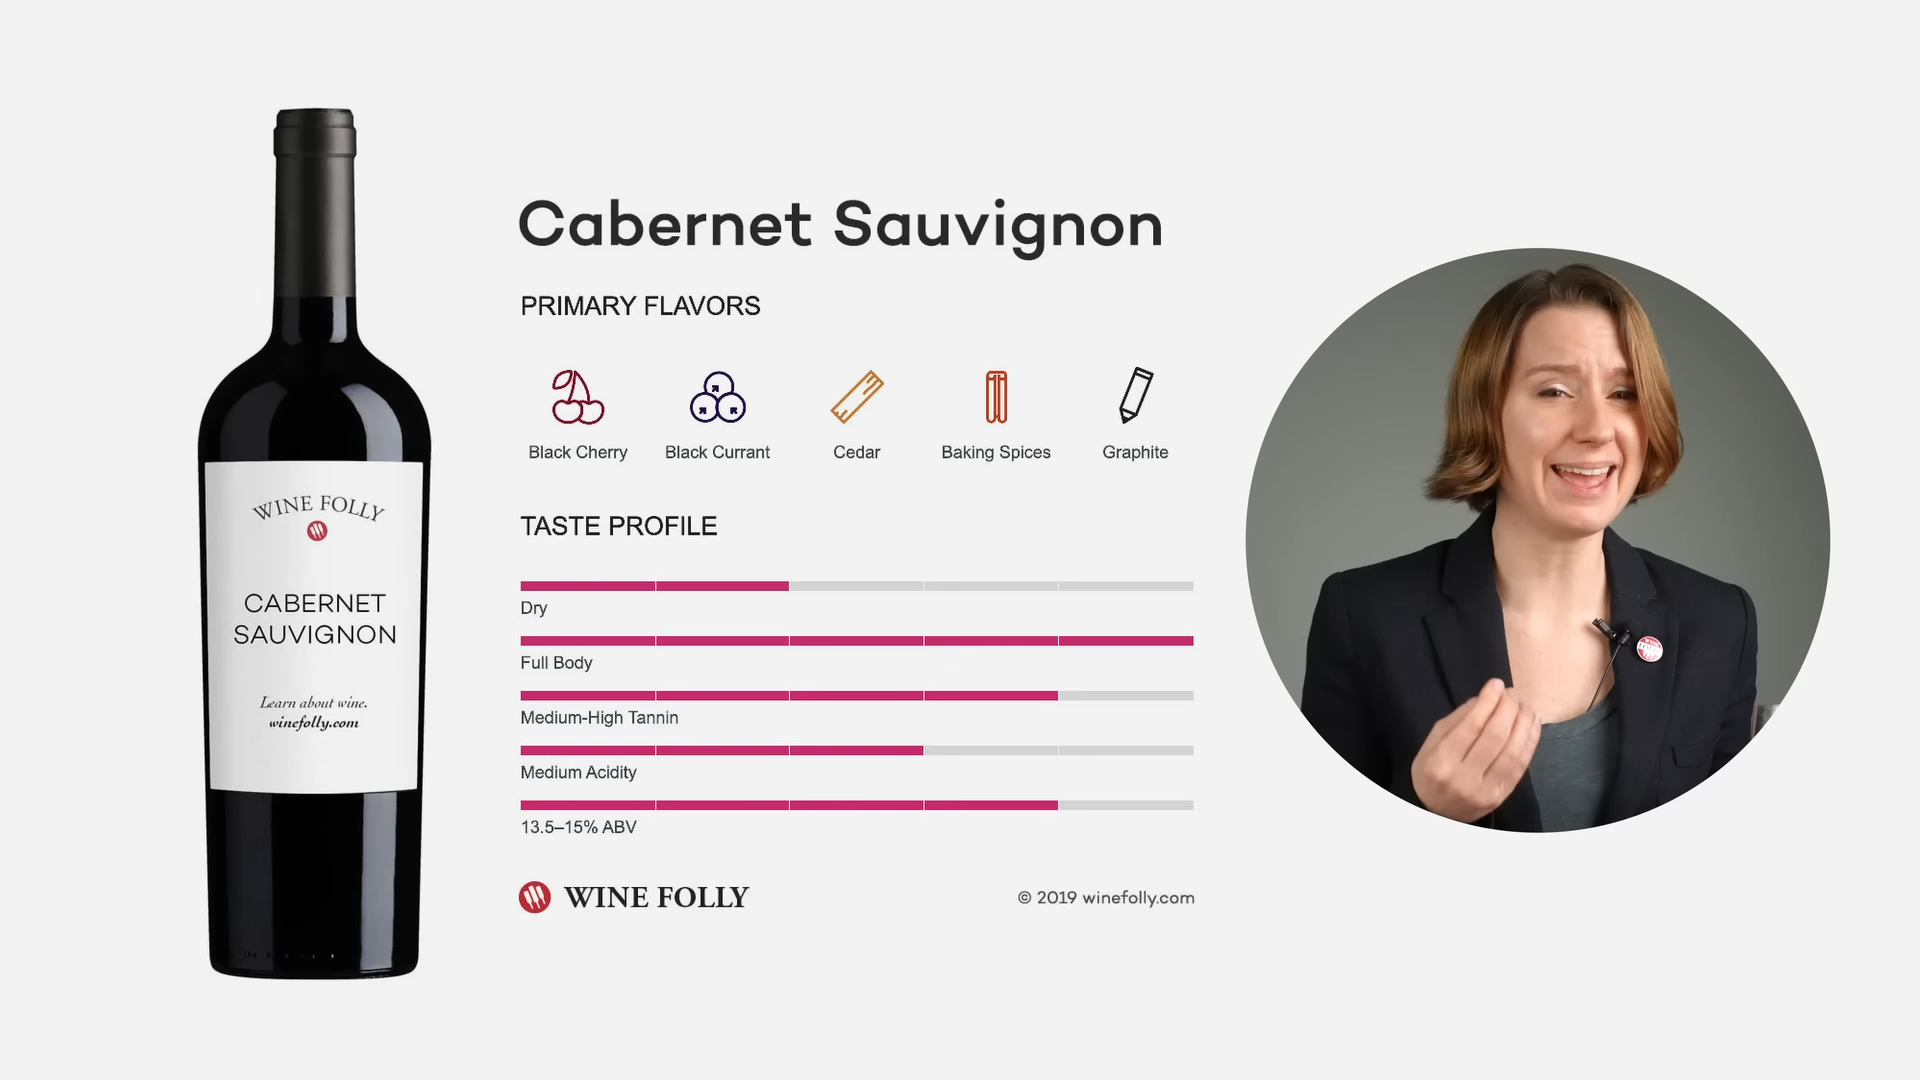 WINE FOLLY
CABERNET
SAUVIGNON
Learn about wine.
winefolly.com
Cabernet Sauvignon
PRIMARY FLAVORS
Black Cherry
Black Currant
Cedar
Baking Spices
Graphite
TASTE PROFILE
Dry
Full Body
Medium-High Tannin
Medium Acidity
13.5–15% ABV
WINE FOLLY
© 2019 winefolly.com